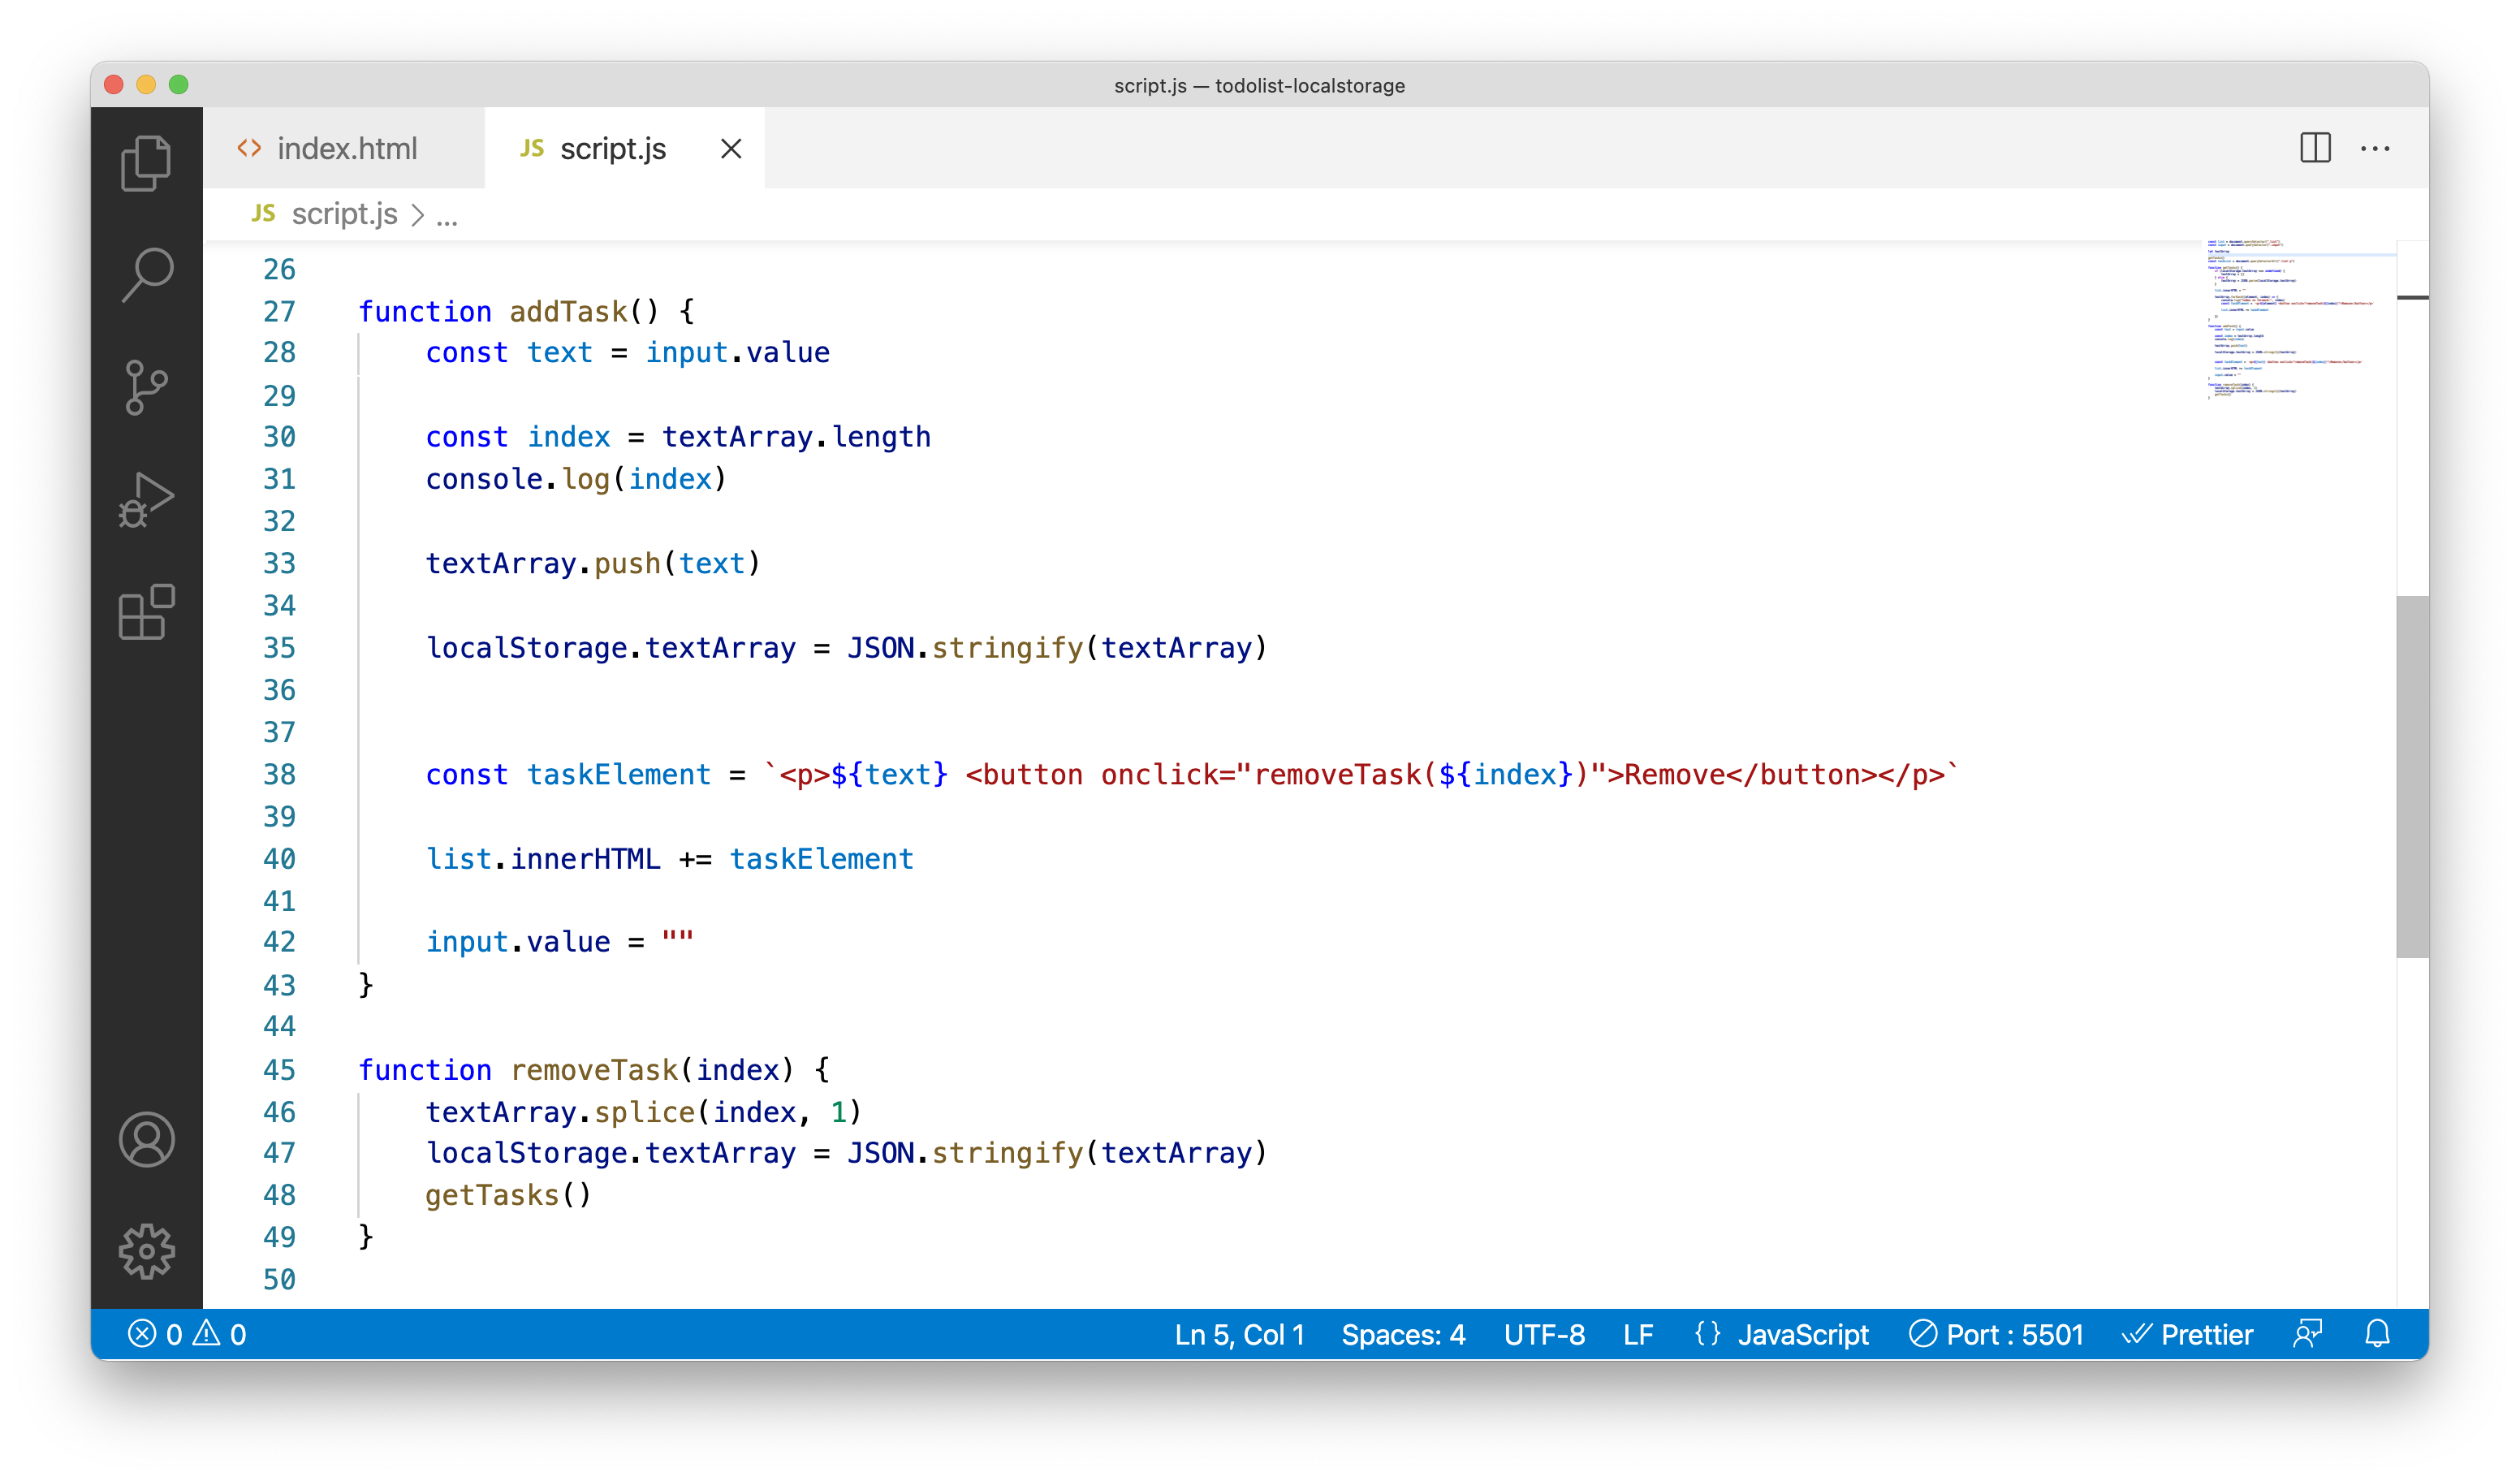 script.js — todolist-localstorage
<> index.html JS script.js
JS script.js > ...
26
27 function addTask() {
28     const text = input.value
29
30     const index = textArray.length
31     console.log(index)
32
33     textArray.push(text)
34
35     localStorage.textArray = JSON.stringify(textArray)
36
37
38     const taskElement = `<p>${text} <button onclick="removeTask(${index})">Remove</button></p>`
39
40     list.innerHTML += taskElement
41
42     input.value = ""
43 }
44
45 function removeTask(index) {
46     textArray.splice(index, 1)
47     localStorage.textArray = JSON.stringify(textArray)
48     getTasks()
49 }
50
0 0 Ln 5, Col 1 Spaces: 4 UTF-8 LF {} JavaScript Port : 5501 Prettier